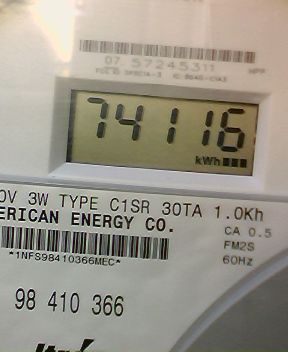 07 57245311
74116
kWh
0V 3W TYPE C1SR 30TA 1.0Kh
ERICAN ENERGY CO.
CA 0.5
FM2S
*1NFS98410366MEC*
60Hz
98 410 366